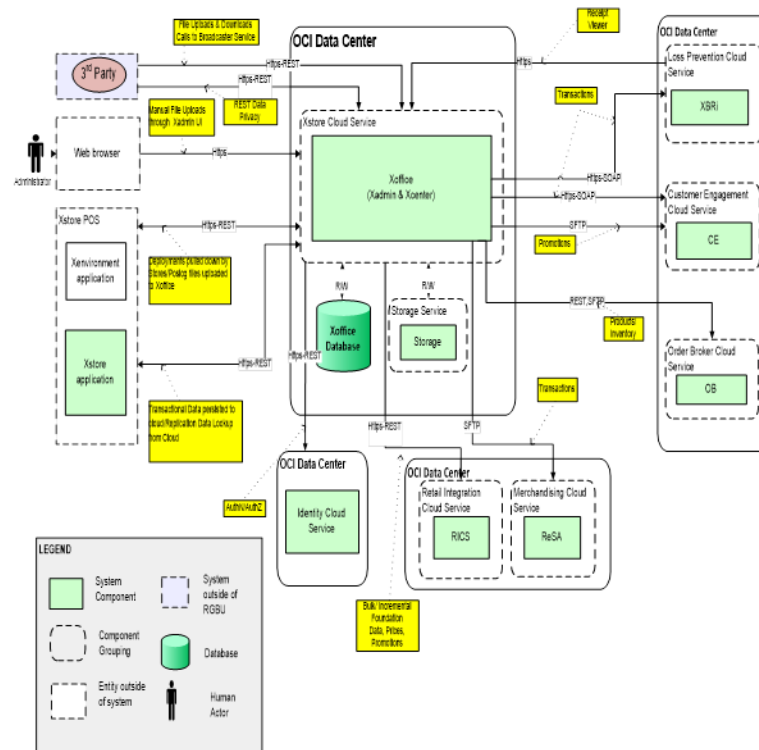 File Uploads & Downloads
Calls to Broadcaster Service
OCI Data Center
Receipt
Viewer
OCI Data Center
3rd Party
Https-REST
Https-REST
Https
Loss Prevention Cloud
Service
XBRi
Manual File Uploads
through Xadmin UI
REST Data
Privacy
Transactions
Xstore Cloud Service
Administrator
Web browser
Https
Xoffice
(Xadmin & Xcenter)
Https-SOAP
Https-SOAP
Customer Engagement
Cloud Service
CE
Xstore POS
Https-REST
SFTP
Promotions
Xenvironment
application
Deployments pulled down by
Stores/Poslog files uploaded
to Xoffice
R/W
R/W
Xoffice
Database
Storage Service
Storage
REST,SFTP
Products/
Inventory
Order Broker Cloud
Service
OB
Xstore
application
Https-REST
Https-REST
Transactional Data persisted to
cloud/Replication Data Lookup
from Cloud
Transactions
Https-REST
SFTP
OCI Data Center
OCI Data Center
AuthN/AuthZ
Identity Cloud
Service
Retail Integration
Cloud Service
RICS
Merchandising Cloud
Service
ReSA
Bulk/ Incremental
Foundation
Data, Prices,
Promotions
LEGEND
System
Component
System
outside of
RGBU
Component
Grouping
Database
Entity outside
of system
Human
Actor